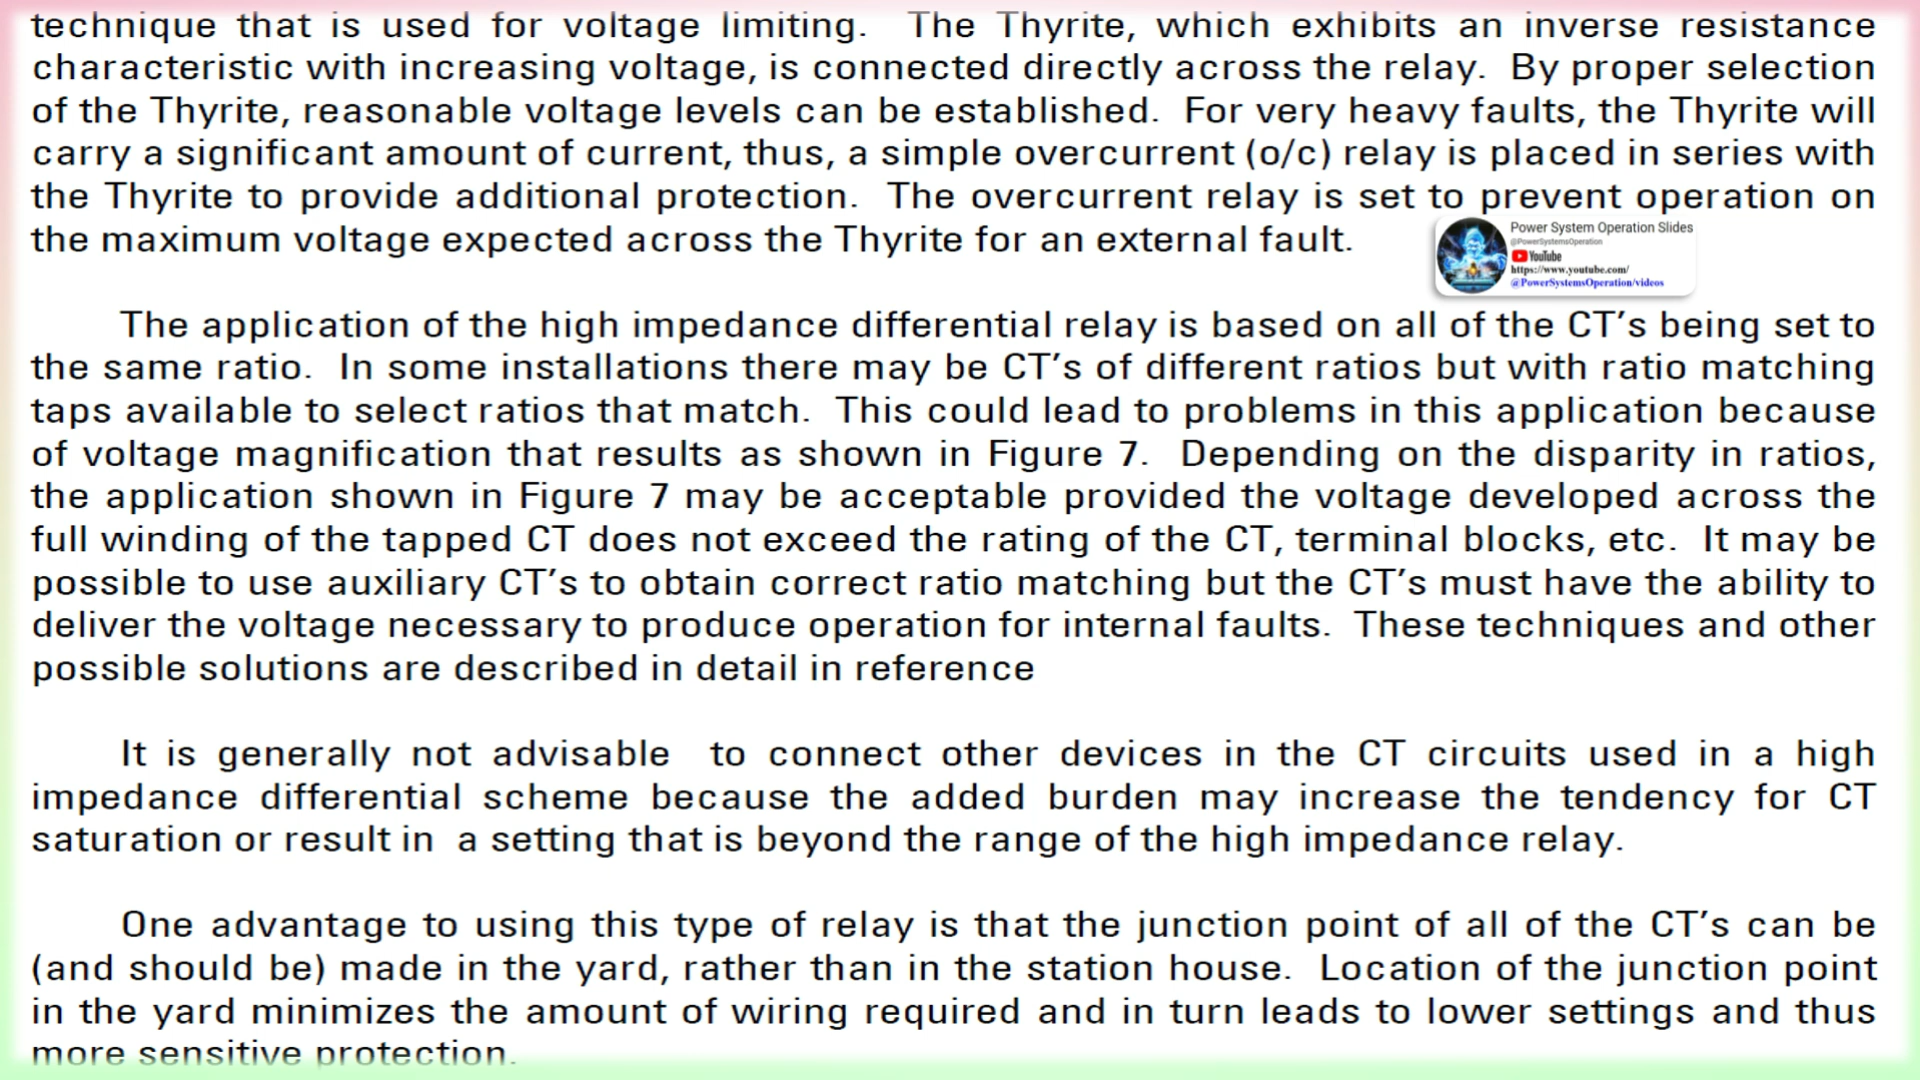 technique that is used for voltage limiting. The Thyrite, which exhibits an inverse resistance
characteristic with increasing voltage, is connected directly across the relay. By proper selection
of the Thyrite, reasonable voltage levels can be established. For very heavy faults, the Thyrite will
carry a significant amount of current, thus, a simple overcurrent (o/c) relay is placed in series with
the Thyrite to provide additional protection. The overcurrent relay is set to prevent operation on
the maximum voltage expected across the Thyrite for an external fault.
Power System Operation Slides
@PowerSystemsOperation
YouTube
https://www.youtube.com/
@PowerSystemsOperation/videos
The application of the high impedance differential relay is based on all of the CT's being set to
the same ratio. In some installations there may be CT's of different ratios but with ratio matching
taps available to select ratios that match. This could lead to problems in this application because
of voltage magnification that results as shown in Figure 7. Depending on the disparity in ratios,
the application shown in Figure 7 may be acceptable provided the voltage developed across the
full winding of the tapped CT does not exceed the rating of the CT, terminal blocks, etc. It may be
possible to use auxiliary CT's to obtain correct ratio matching but the CT's must have the ability to
deliver the voltage necessary to produce operation for internal faults. These techniques and other
possible solutions are described in detail in reference
It is generally not advisable to connect other devices in the CT circuits used in a high
impedance differential scheme because the added burden may increase the tendency for CT
saturation or result in a setting that is beyond the range of the high impedance relay.
One advantage to using this type of relay is that the junction point of all of the CT's can be
(and should be) made in the yard, rather than in the station house. Location of the junction point
in the yard minimizes the amount of wiring required and in turn leads to lower settings and thus
more sensitive protection.